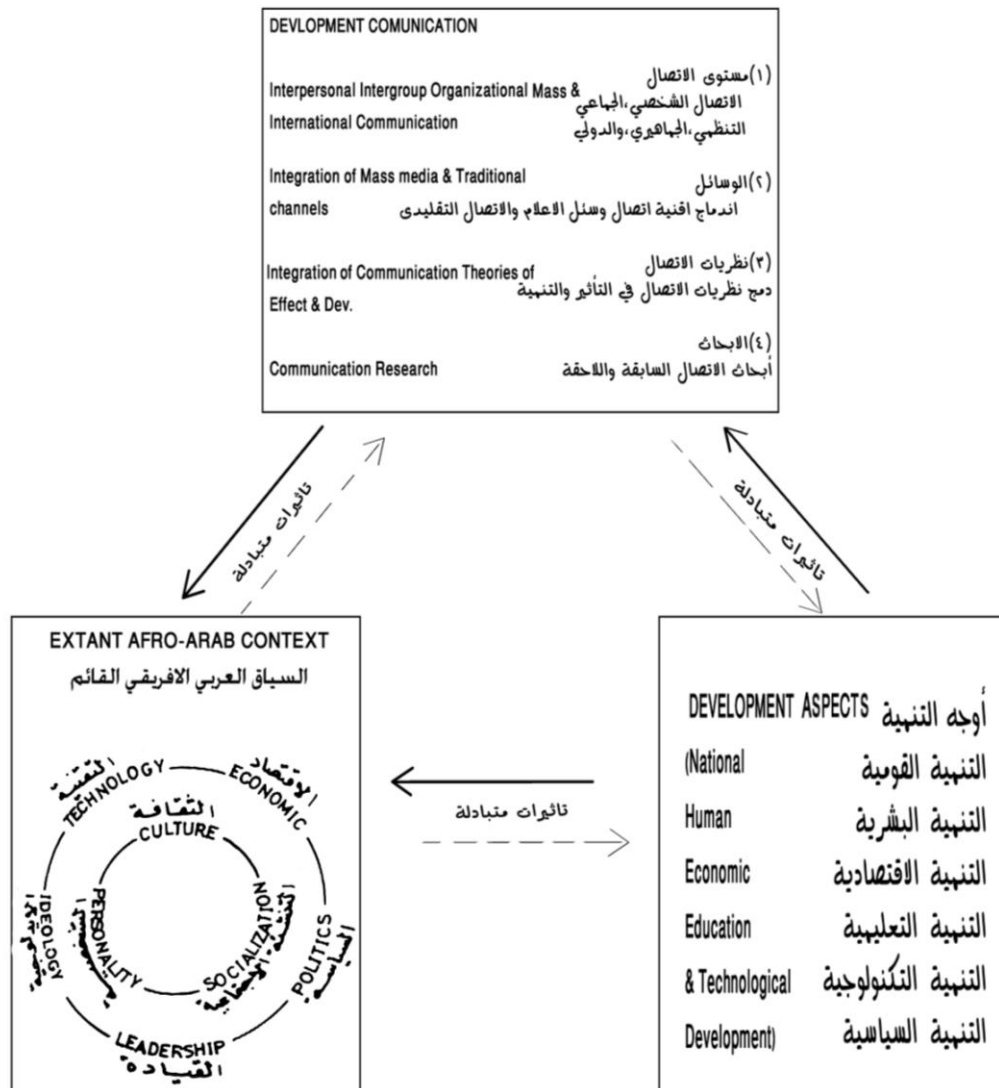 DEVLOPMENT COMUNICATION
(١)مستوى الاتصال
Interpersonal Intergroup Organizational Mass &
الاتصال الشخصي،الجماعي
International Communication
التنظمي،الجماهيري،والدولي
(٢)الوسائل
Integration of Mass media & Traditional
channels
اندماج اقنية اتصال وسئل الاعلام والاتصال التقليدى
(٣)نظريات الاتصال
Integration of Communication Theories of
دمج نظريات الاتصال في التأثير والتنمية
Effect & Dev.
(٤)الابحاث
Communication Research
أبحاث الاتصال السابقة واللاحقة
تاثيرات متبادلة
تاثيرات متبادلة
EXTANT AFRO-ARAB CONTEXT
السياق العربي الافريقي القائم
التقنية
TECHNOLOGY
الاقتصاد
ECONOMIC
الثقافة
CULTURE
IDEOLOGY
الايدلوجية
PERSONALITY
الشخصية
SOCIALIZATION
التنشئة الاجتماعية
POLITICS
السياسة
LEADERSHIP
القيادة
تاثيرات متبادلة
DEVELOPMENT ASPECTS أوجه التنمية
(National التنمية القومية
Human التنمية البشرية
Economic التنمية الاقتصادية
Education التنمية التعليمية
& Technological التنمية التكنولوجية
Development) التنمية السياسية